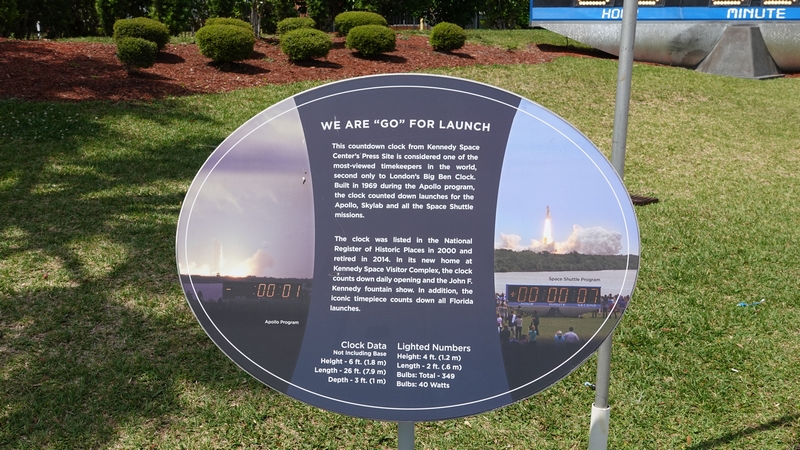 HOUR MINUTE
WE ARE "GO" FOR LAUNCH
This countdown clock from Kennedy Space
Center's Press Site is considered one of the
most-viewed timekeepers in the world,
second only to London's Big Ben Clock.
Built in 1969 during the Apollo program,
the clock counted down launches for the
Apollo, Skylab and all the Space Shuttle
missions.
The clock was listed in the National
Register of Historic Places in 2000 and
retired in 2014. In its new home at
Kennedy Space Visitor Complex, the clock
counts down daily opening and the John F.
Kennedy fountain show. In addition, the
iconic timepiece counts down all Florida
launches.
00:01
Apollo Program
Space Shuttle Program
00:00:07
Clock Data
Not Including Base
Height - 6 ft. (1.8 m)
Length - 26 ft. (7.9 m)
Depth - 3 ft. (1 m)
Lighted Numbers
Height: 4 ft. (1.2 m)
Length - 2 ft. (.6 m)
Bulbs: Total - 349
Bulbs: 40 Watts